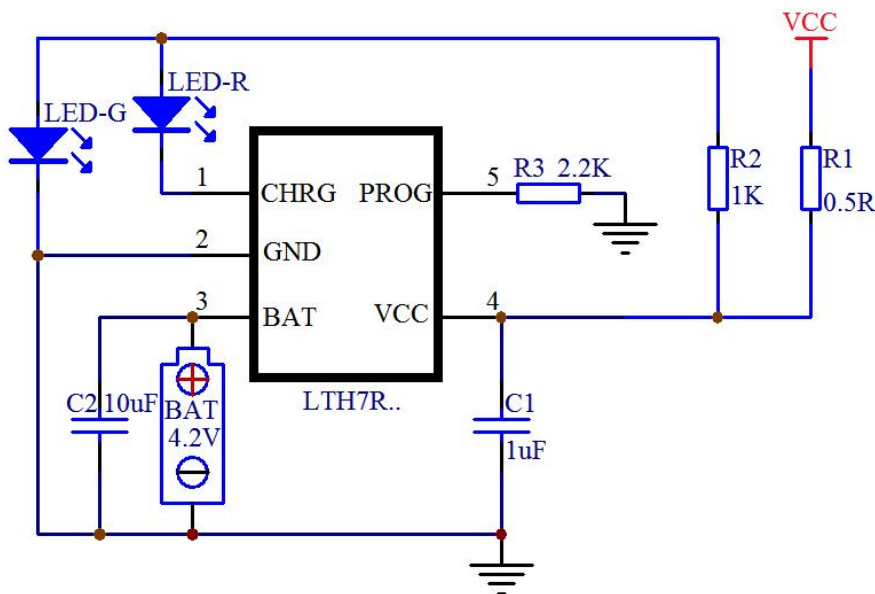 VCC
LED-R
LED-G
R2
1K
R1
0.5R
1
CHRG
PROG
5
R3 2.2K
2
GND
3
BAT
VCC
4
C2 10uF
BAT
4.2V
LTH7R..
C1
1uF